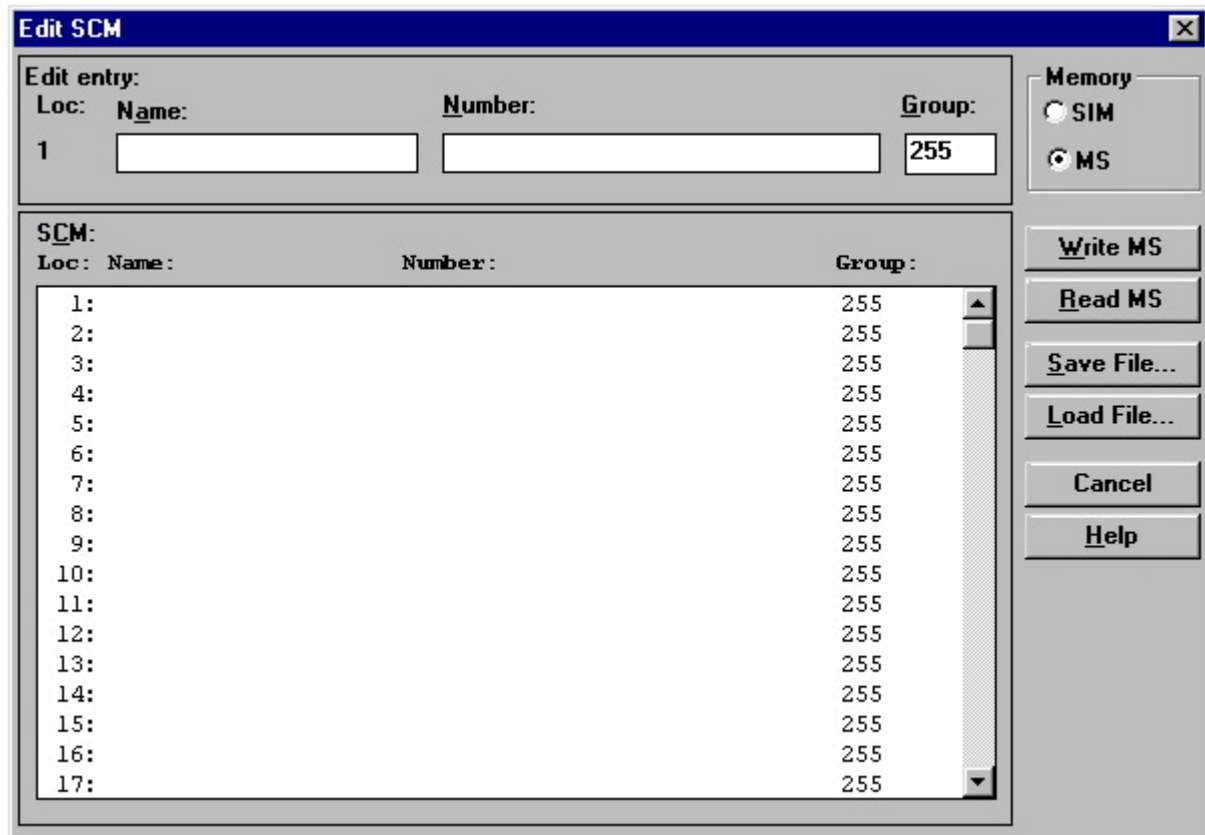 Edit SCM
Edit entry:
Loc: Name: Number: Group:
1 255
SCM:
Loc: Name: Number: Group:
1: 255
2: 255
3: 255
4: 255
5: 255
6: 255
7: 255
8: 255
9: 255
10: 255
11: 255
12: 255
13: 255
14: 255
15: 255
16: 255
17: 255
Memory
SIM
MS
Write MS
Read MS
Save File...
Load File...
Cancel
Help